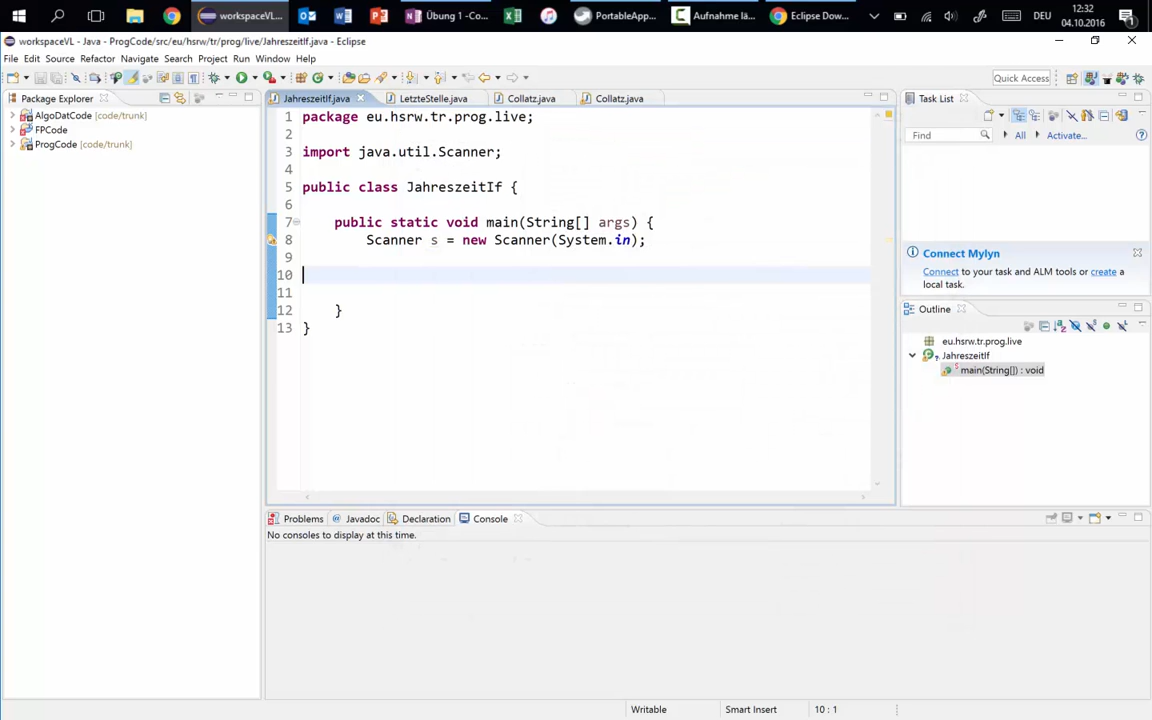 workspaceVL...
Übung 1 -Co...
PortableApp...
Aufnahme lä...
Eclipse Dow...
DEU
12:32
04.10.2016
workspaceVL - Java - ProgCode/src/eu/hsrw/tr/prog/live/JahreszeitIf.java - Eclipse
File Edit Source Refactor Navigate Search Project Run Window Help
Quick Access
Package Explorer
AlgoDatCode [code/trunk]
FPCode
ProgCode [code/trunk]
JahreszeitIf.java LetzteStelle.java Collatz.java Collatz.java
1 package eu.hsrw.tr.prog.live;
2
3 import java.util.Scanner;
4
5 public class JahreszeitIf {
6
7 public static void main(String[] args) {
8 Scanner s = new Scanner(System.in);
9
10
11
12 }
13 }
Task List
Find All Activate...
Connect Mylyn
Connect to your task and ALM tools or create a
local task.
Outline
eu.hsrw.tr.prog.live
JahreszeitIf
main(String[]) : void
Problems @ Javadoc Declaration Console
No consoles to display at this time.
Writable Smart Insert 10 : 1